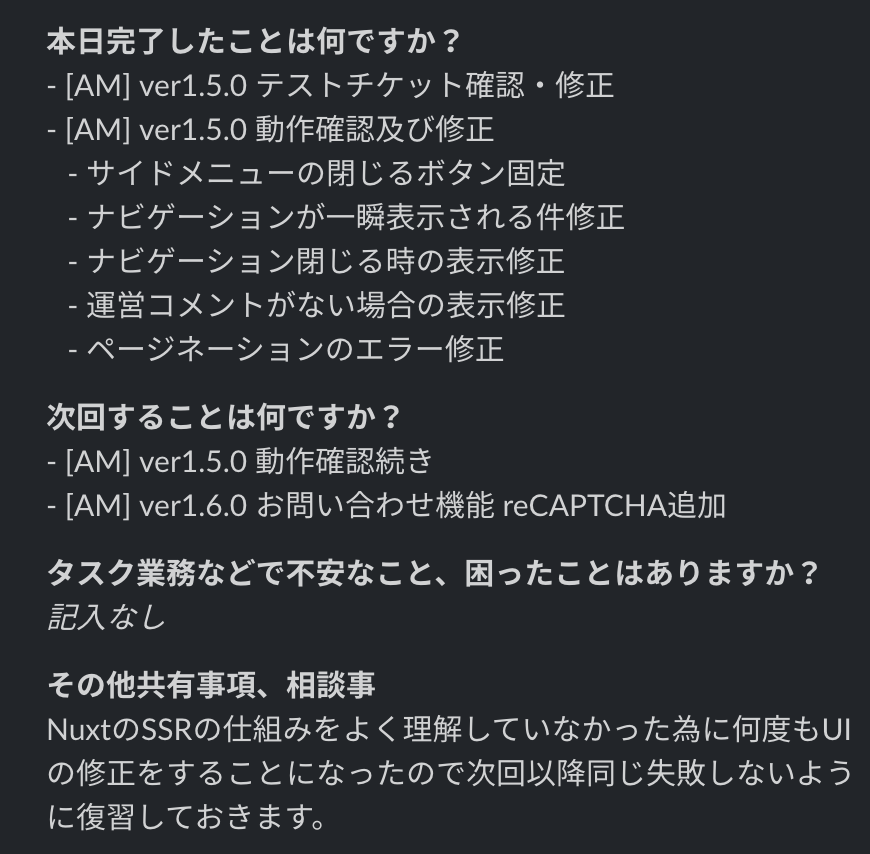 本日完了したことは何ですか？
- [AM] ver1.5.0 テストチケット確認・修正
- [AM] ver1.5.0 動作確認及び修正
- サイドメニューの閉じるボタン固定
- ナビゲーションが一瞬表示される件修正
- ナビゲーション閉じる時の表示修正
- 運営コメントがない場合の表示修正
- ページネーションのエラー修正
次回することは何ですか？
- [AM] ver1.5.0 動作確認続き
- [AM] ver1.6.0 お問い合わせ機能 reCAPTCHA追加
タスク業務などで不安なこと、困ったことはありますか？
記入なし
その他共有事項、相談事
NuxtのSSRの仕組みをよく理解していなかった為に何度もUI
の修正をすることになったので次回以降同じ失敗しないよう
に復習しておきます。